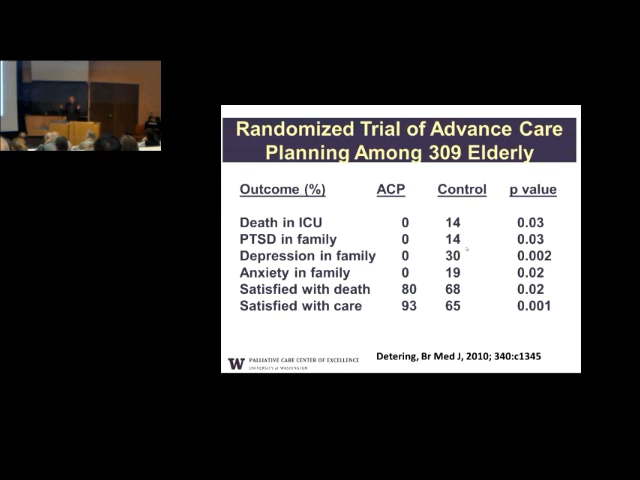 Randomized Trial of Advance Care
Planning Among 309 Elderly
Outcome (%) ACP Control p value
Death in ICU 0 14 0.03
PTSD in family 0 14 0.03
Depression in family 0 30 0.002
Anxiety in family 0 19 0.02
Satisfied with death 80 68 0.02
Satisfied with care 93 65 0.001
W PALLIATIVE CARE CENTER OF EXCELLENCE
UNIVERSITY OF WASHINGTON
Detering, Br Med J, 2010; 340:c1345